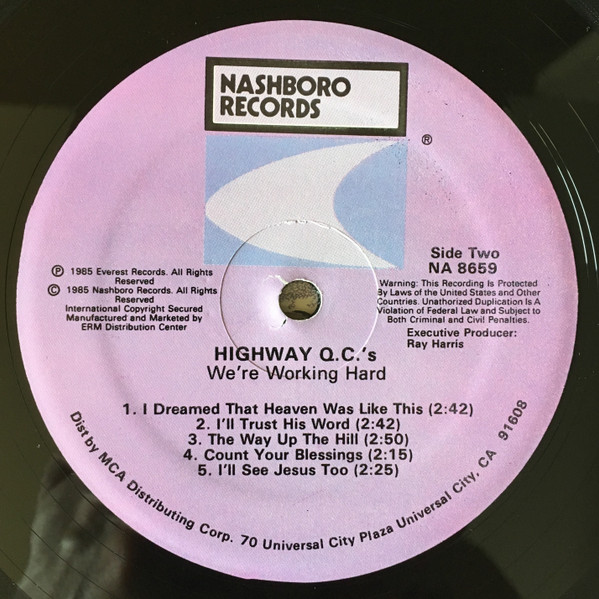 NASHBORO
RECORDS
®
Side Two
NA 8659
℗ 1985 Everest Records. All Rights
Reserved
© 1985 Nashboro Records. All Rights
Reserved
International Copyright Secured
Manufactured and Marketed by
ERM Distribution Center
Warning: This Recording Is Protected
By Laws of the United States and Other
Countries. Unathorized Duplication Is A
Violation of Federal Law and Subject to
Both Criminal and Civil Penalties.
Executive Producer:
Ray Harris
HIGHWAY Q.C.'s
We're Working Hard
1. I Dreamed That Heaven Was Like This (2:42)
2. I'll Trust His Word (2:42)
3. The Way Up The Hill (2:50)
4. Count Your Blessings (2:15)
5. I'll See Jesus Too (2:25)
Dist by MCA Distributing Corp. 70 Universal City Plaza Universal City, CA 91608